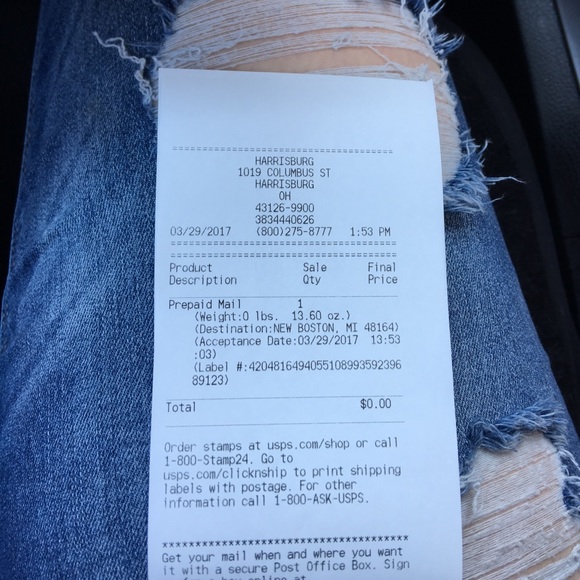 ========================================
HARRISBURG
1019 COLUMBUS ST
HARRISBURG
OH
43126-9900
3834440626
03/29/2017 (800)275-8777 1:53 PM
========================================
========================================
Product Sale Final
Description Qty Price
Prepaid Mail 1
(Weight:0 lbs. 13.60 oz.)
(Destination:NEW BOSTON, MI 48164)
(Acceptance Date:03/29/2017 13:53
:03)
(Label #:4204816494055108993592396
89123)
Total $0.00
Order stamps at usps.com/shop or call
1-800-Stamp24. Go to
usps.com/clicknship to print shipping
labels with postage. For other
information call 1-800-ASK-USPS.
****************************************
Get your mail when and where you want
it with a secure Post Office Box. Sign